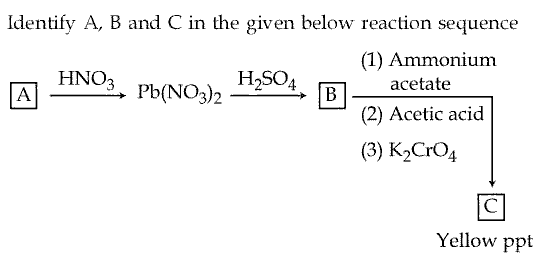 Identify A, B and C in the given below reaction sequence
(1) Ammonium
acetate
A HNO₃ Pb(NO₃)₂ H₂SO₄ B
(2) Acetic acid
(3) K₂CrO₄
C
Yellow ppt